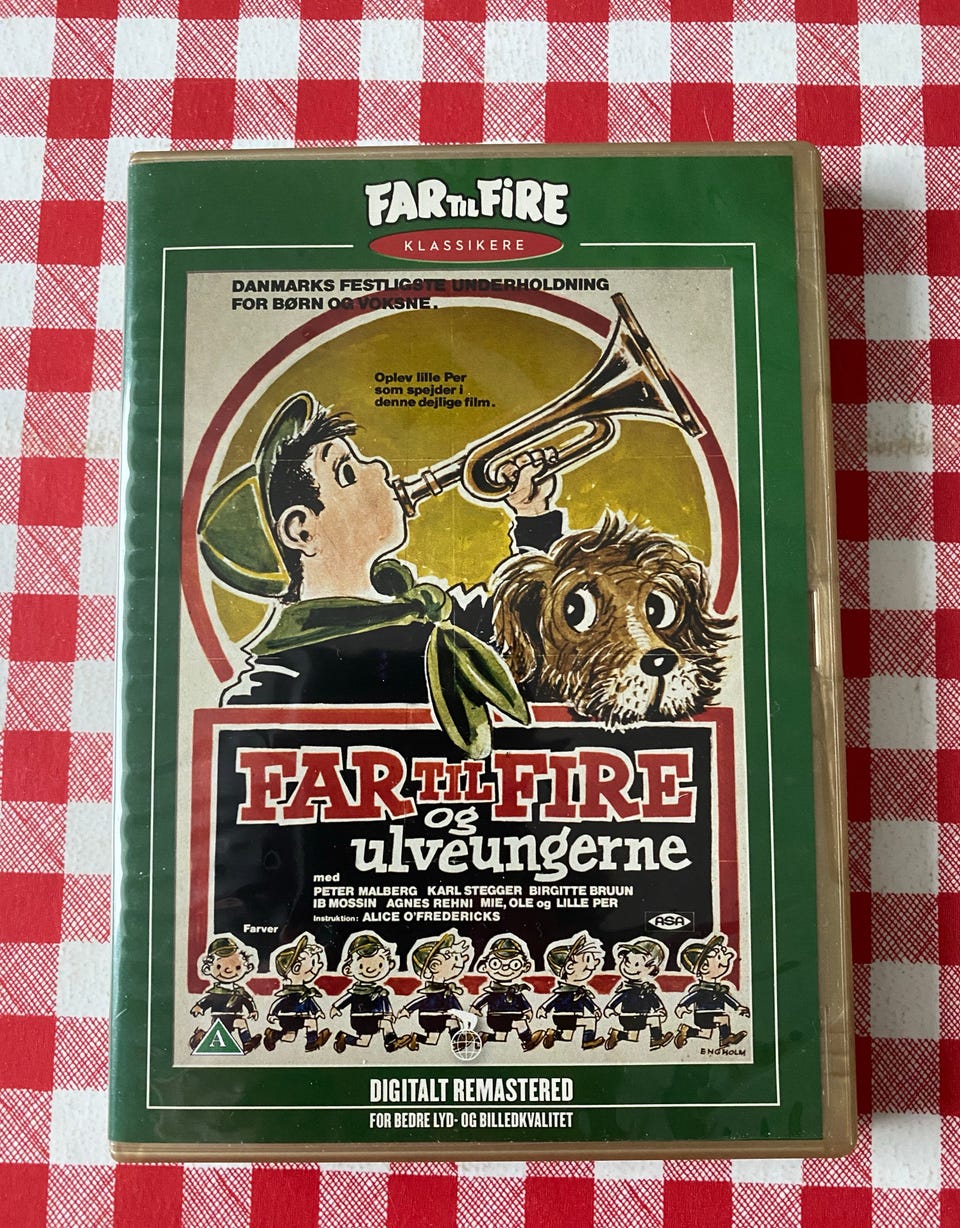 FAR TIL FiRE
KLASSIKERE
DANMARKS FESTLIGSTE UNDERHOLDNING
FOR BØRN OG VOKSNE.
Oplev lille Per
som spejder i
denne dejlige film.
FAR TIL FIRE
og
ulveungerne
med
PETER MALBERG KARL STEGGER BIRGITTE BRUUN
IB MOSSIN AGNES REHNI MIE, OLE og LILLE PER
Instruktion: ALICE O'FREDERICKS
ASA
Farver
A
ENGHOLM
DIGITALT REMASTERED
FOR BEDRE LYD- OG BILLEDKVALITET